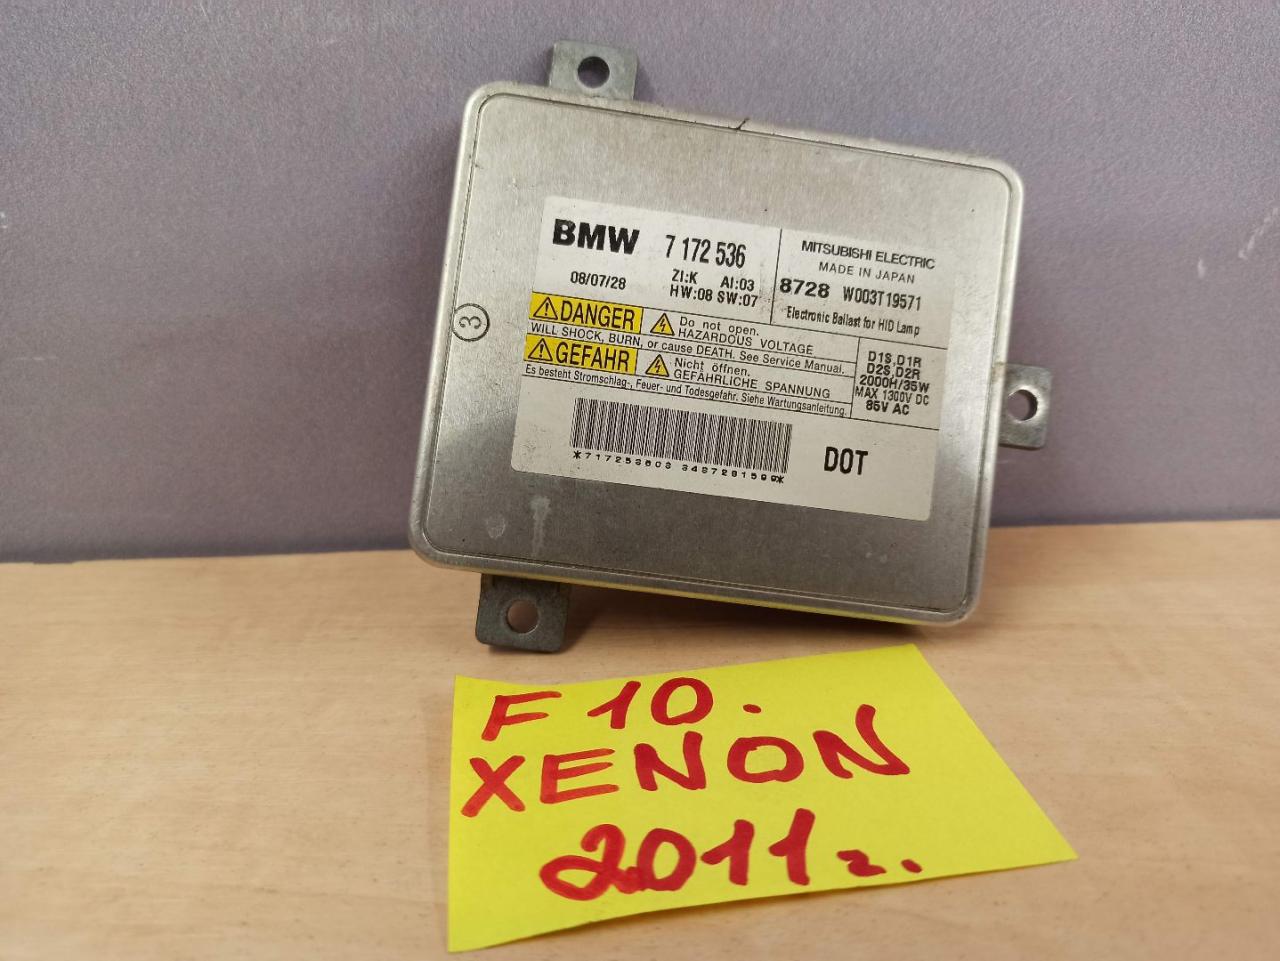 BMW 7 172 536
08/07/28 ZI:K AI:03
HW:08 SW:07
MITSUBISHI ELECTRIC
MADE IN JAPAN
8728 W003T19571
Electronic Ballast for HID Lamp
DANGER Do not open.
HAZARDOUS VOLTAGE
WILL SHOCK, BURN, or cause DEATH. See Service Manual.
GEFAHR Nicht öffnen.
GEFÄHRLICHE SPANNUNG
Es besteht Stromschlag-, Feuer- und Todesgefahr. Siehe Wartungsanleitung.
D1S,D1R
D2S,D2R
2000H/35W
MAX 1300V DC
85V AC
DOT
3
F10.
XENON
2011г.